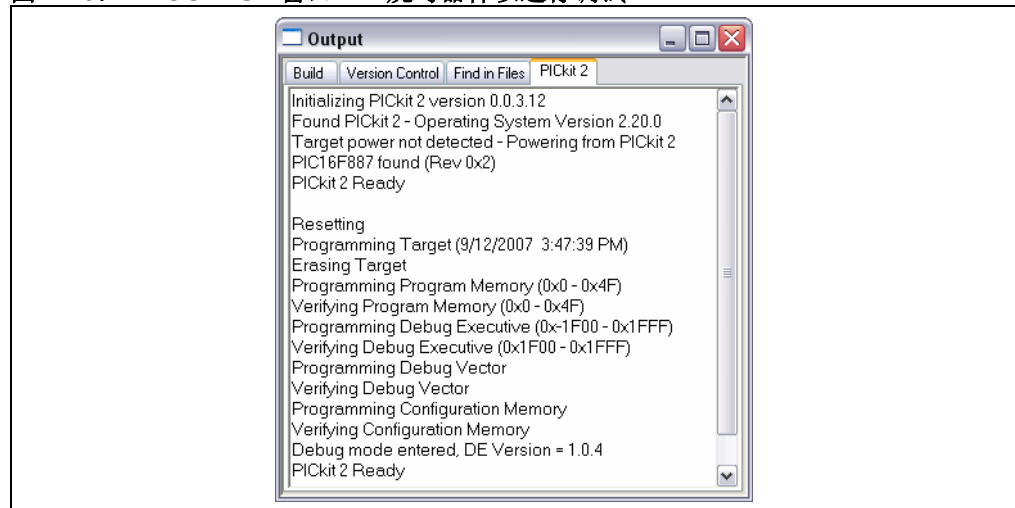 Output
Build Version Control Find in Files PICkit 2
Initializing PICkit 2 version 0.0.3.12
Found PICkit 2 - Operating System Version 2.20.0
Target power not detected - Powering from PICkit 2
PIC16F887 found (Rev 0x2)
PICkit 2 Ready
Resetting
Programming Target (9/12/2007 3:47:39 PM)
Erasing Target
Programming Program Memory (0x0 - 0x4F)
Verifying Program Memory (0x0 - 0x4F)
Programming Debug Executive (0x-1F00 - 0x1FFF)
Verifying Debug Executive (0x1F00 - 0x1FFF)
Programming Debug Vector
Verifying Debug Vector
Programming Configuration Memory
Verifying Configuration Memory
Debug mode entered, DE Version = 1.0.4
PICkit 2 Ready